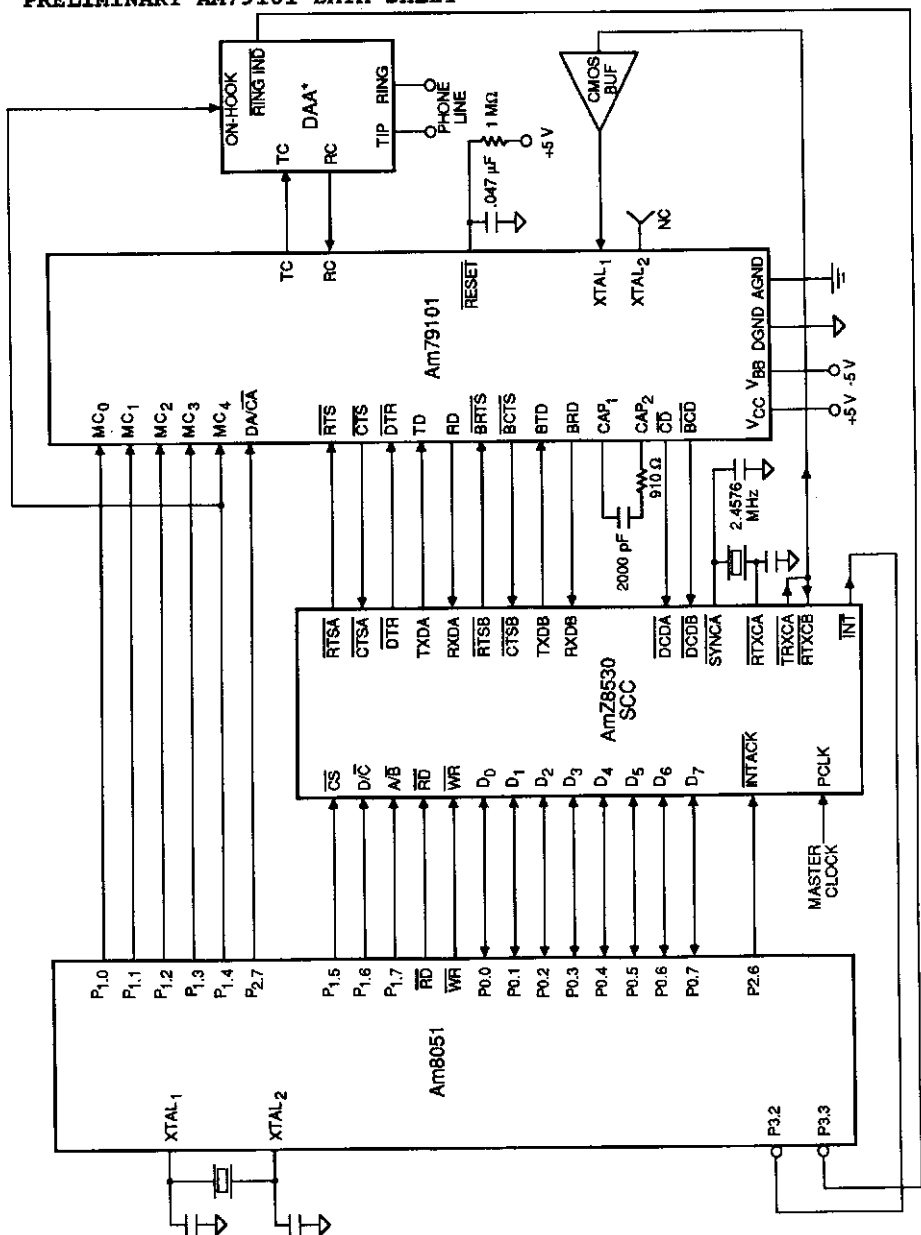 PRELIMINARY AM79101 DATA SHEET
Am8051
XTAL1
XTAL2
P1.0
P1.1
P1.2
P1.3
P1.4
P2.7
P1.5
P1.6
P1.7
RD
WR
P0.0
P0.1
P0.2
P0.3
P0.4
P0.5
P0.6
P0.7
P2.6
P3.2
P3.3
AmZ8530
SCC
CS
D/C
A/B
RD
WR
D0
D1
D2
D3
D4
D5
D6
D7
INTACK
PCLK
MASTER
CLOCK
RTSA
CTSA
DTR
TXDA
RXDA
RTSB
CTSB
TXDB
RXDB
DCDA
DCDB
SYNCA
RTXCA
TRXCA
RTXCB
INT
2.4576
MHz
2000 pF
910 Ω
Am79101
MC0
MC1
MC2
MC3
MC4
DA/CA
RTS
CTS
DTR
TD
RD
BRTS
BCTS
BTD
BRD
CAP1
CAP2
CD
BCD
VCC
VBB
DGND
AGND
+5 V
-5 V
TC
RC
RESET
XTAL1
XTAL2
NC
.047 µF
1 MΩ
+5 V
CMOS
BUF
DAA*
ON-HOOK
RING IND
TC
RC
TIP
RING
PHONE
LINE